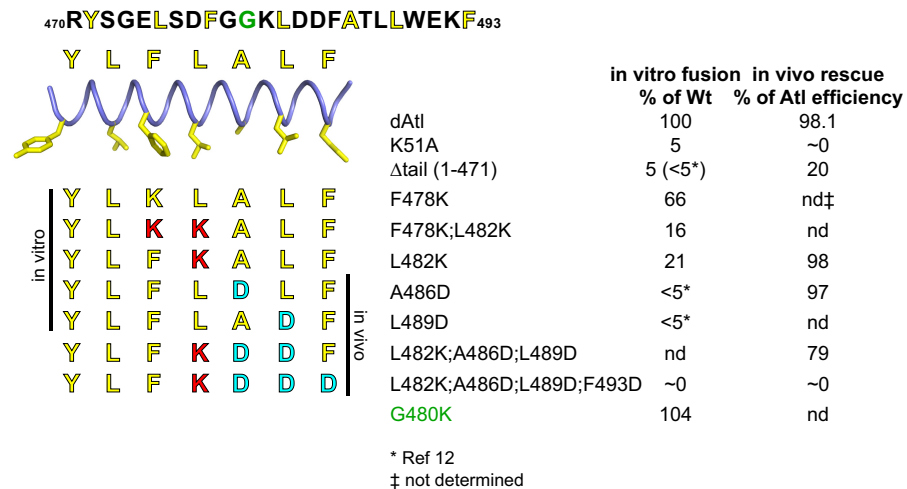 470RYSGELSDFGGKLDDFATLLWEKF493
Y L F L A L F
in vitro fusion in vivo rescue
% of Wt % of Atl efficiency
dAtl 100 98.1
K51A 5 ~0
Δtail (1-471) 5 (<5*) 20
Y L K L A L F F478K 66 nd‡
Y L K K A L F F478K;L482K 16 nd
in vitro
Y L F K A L F L482K 21 98
Y L F L D L F A486D <5* 97
Y L F L A D F L489D <5* nd
in vivo
Y L F K D D F L482K;A486D;L489D nd 79
Y L F K D D D L482K;A486D;L489D;F493D ~0 ~0
G480K 104 nd
* Ref 12
‡ not determined